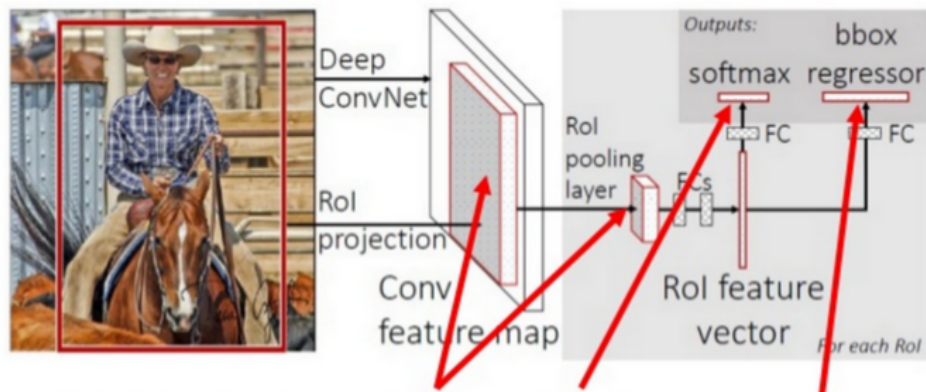 Deep
ConvNet
RoI
projection
Conv
feature map
RoI
pooling
layer
FCs
Outputs:
softmax
bbox
regressor
FC
FC
RoI feature
vector
For each RoI